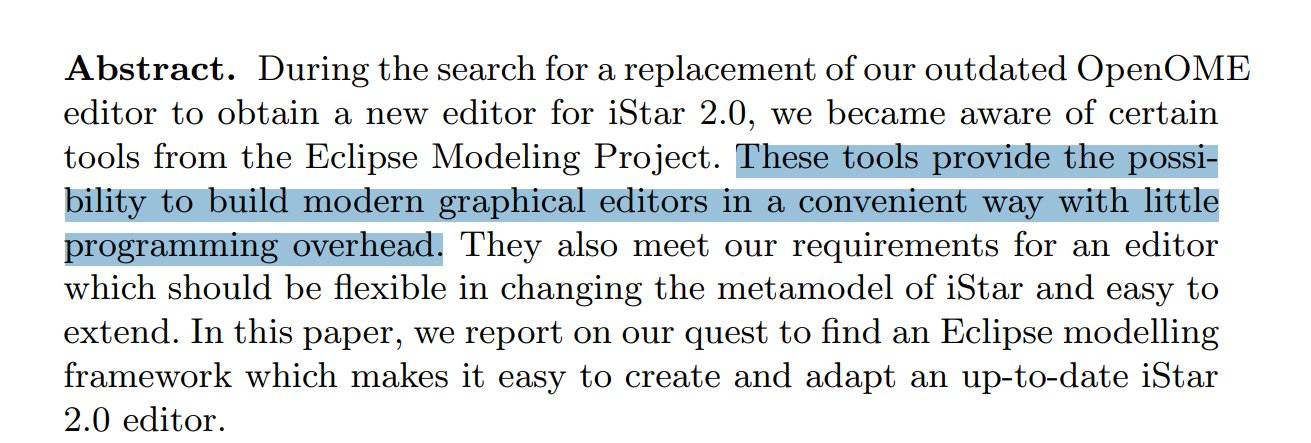 Abstract. During the search for a replacement of our outdated OpenOME
editor to obtain a new editor for iStar 2.0, we became aware of certain
tools from the Eclipse Modeling Project. These tools provide the possi-
bility to build modern graphical editors in a convenient way with little
programming overhead. They also meet our requirements for an editor
which should be flexible in changing the metamodel of iStar and easy to
extend. In this paper, we report on our quest to find an Eclipse modelling
framework which makes it easy to create and adapt an up-to-date iStar
2.0 editor.